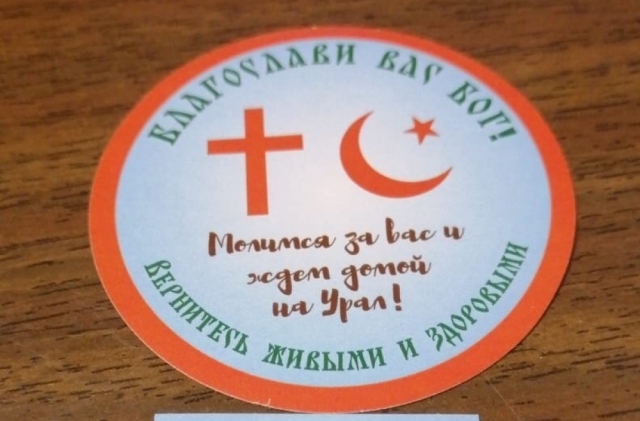 БЛАГОСЛАВИ ВАС БОГ!
Молимся за вас и
ждем домой
на Урал!
ВЕРНИТЕСЬ ЖИВЫМИ И ЗДОРОВЫМИ